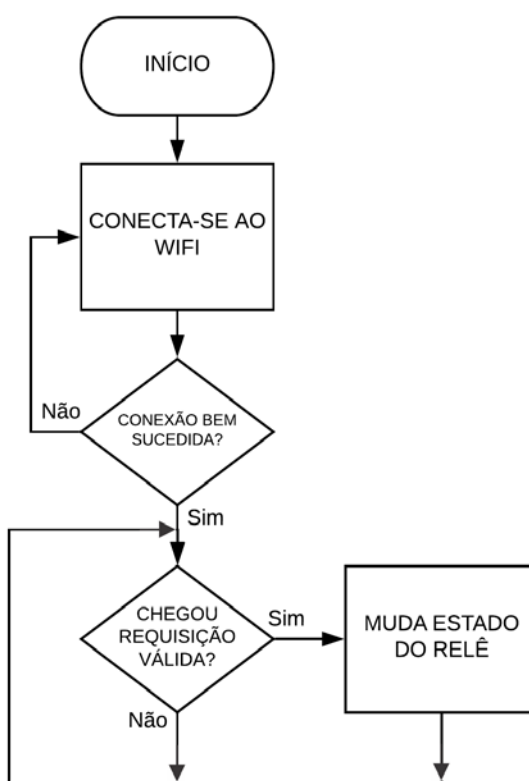 INÍCIO
CONECTA-SE AO
WIFI
Não
CONEXÃO BEM
SUCEDIDA?
Sim
CHEGOU
REQUISIÇÃO
VÁLIDA?
Sim
MUDA ESTADO
DO RELÊ
Não